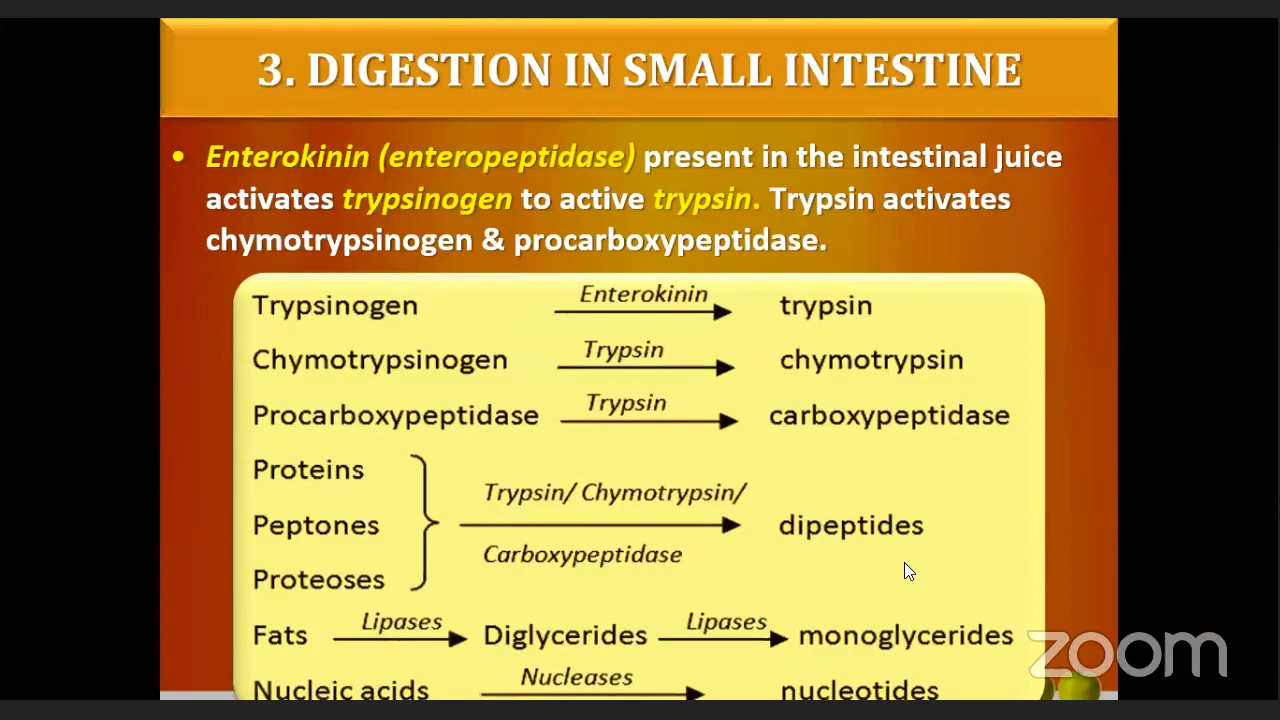 3. DIGESTION IN SMALL INTESTINE
• Enterokinin (enteropeptidase) present in the intestinal juice
activates trypsinogen to active trypsin. Trypsin activates
chymotrypsinogen & procarboxypeptidase.
Trypsinogen Enterokinin trypsin
Chymotrypsinogen Trypsin chymotrypsin
Procarboxypeptidase Trypsin carboxypeptidase
Proteins
Peptones
Proteoses
Trypsin/ Chymotrypsin/
Carboxypeptidase
dipeptides
Fats Lipases Diglycerides Lipases monoglycerides
Nucleic acids Nucleases nucleotides
zoom